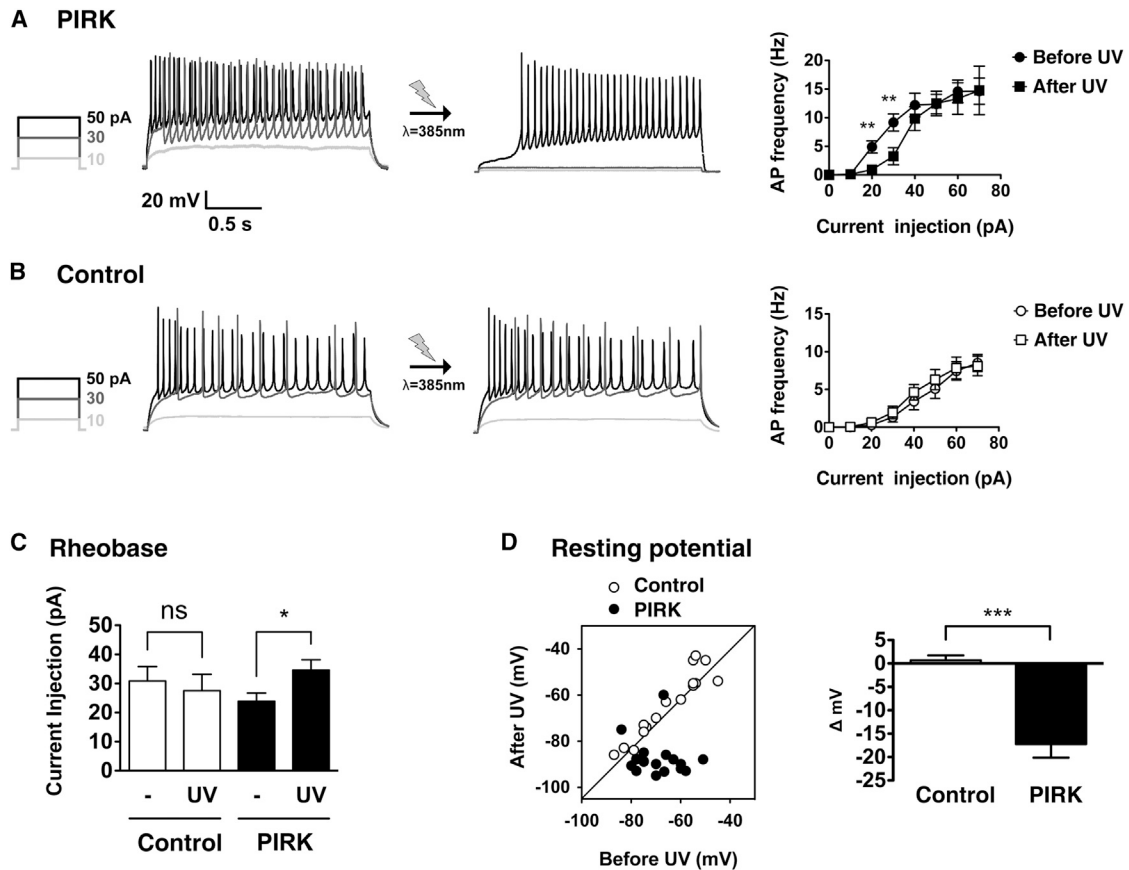 A PIRK
50 pA
30
10
λ=385nm
20 mV
0.5 s
AP frequency (Hz)
20
15
10
5
0
0 20 40 60 80
Current injection (pA)
Before UV
After UV
**
**
B Control
50 pA
30
10
λ=385nm
AP frequency (Hz)
15
10
5
0
0 20 40 60 80
Current injection (pA)
Before UV
After UV
C Rheobase
Current Injection (pA)
50
40
30
20
10
0
ns
*
- UV - UV
Control PIRK
D Resting potential
Control
PIRK
After UV (mV)
-40
-60
-80
-100
-100 -80 -60 -40
Before UV (mV)
Δ mV
5
0
-5
-10
-15
-20
-25
***
Control PIRK